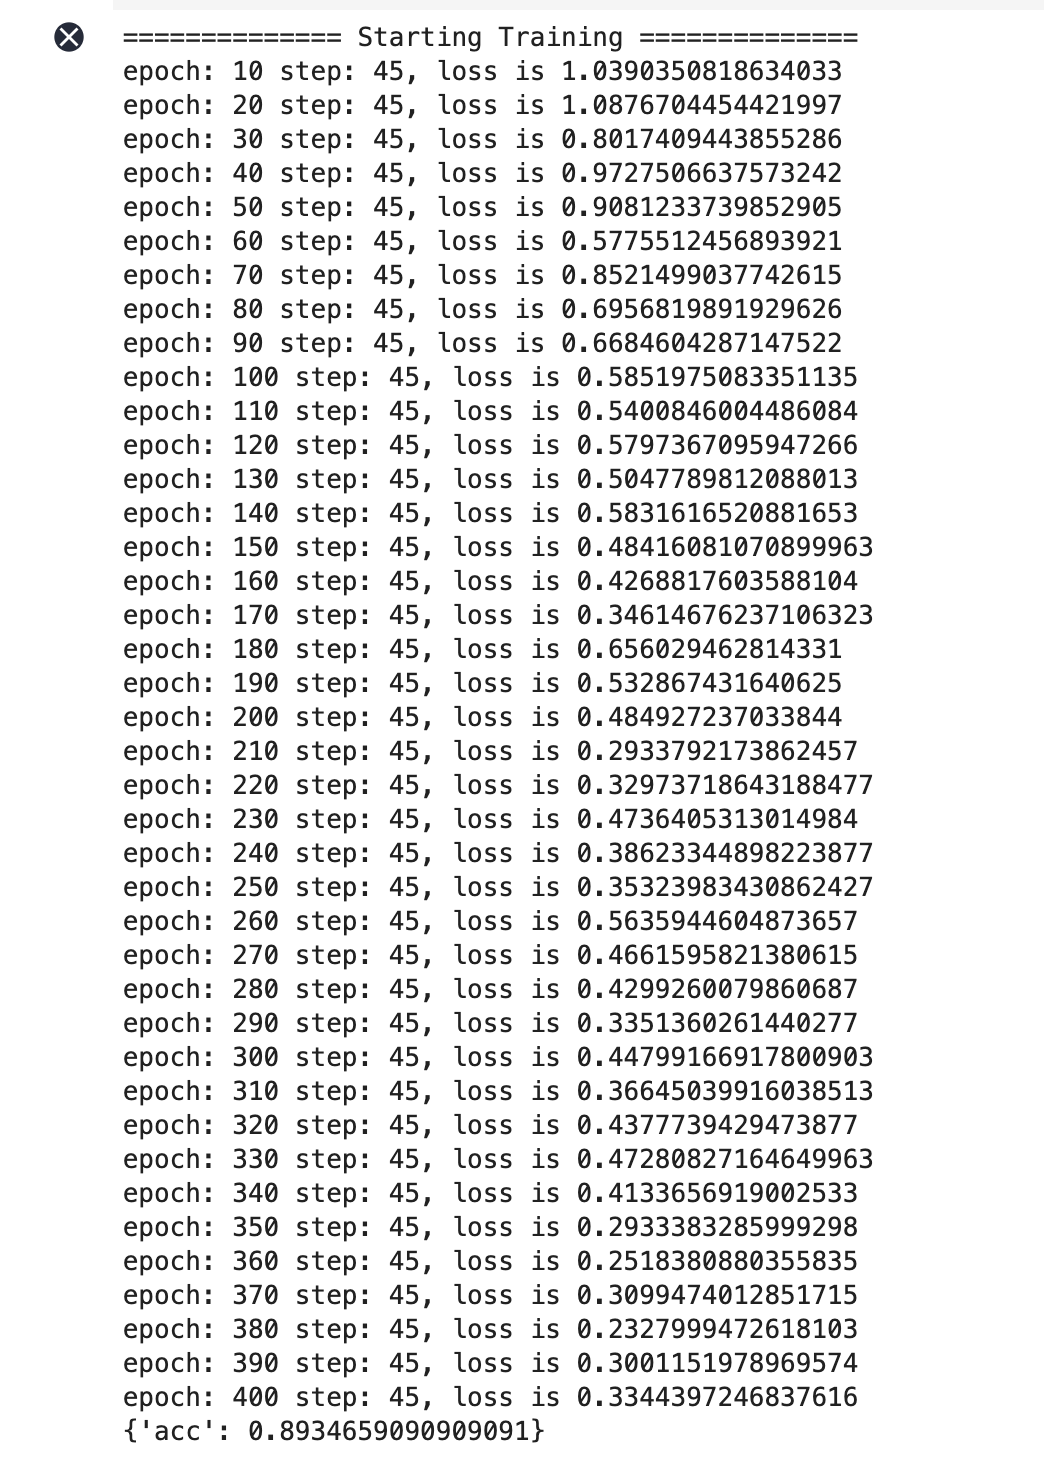 ============== Starting Training ==============
epoch: 10 step: 45, loss is 1.0390350818634033
epoch: 20 step: 45, loss is 1.0876704454421997
epoch: 30 step: 45, loss is 0.8017409443855286
epoch: 40 step: 45, loss is 0.9727506637573242
epoch: 50 step: 45, loss is 0.9081233739852905
epoch: 60 step: 45, loss is 0.5775512456893921
epoch: 70 step: 45, loss is 0.8521499037742615
epoch: 80 step: 45, loss is 0.6956819891929626
epoch: 90 step: 45, loss is 0.6684604287147522
epoch: 100 step: 45, loss is 0.5851975083351135
epoch: 110 step: 45, loss is 0.5400846004486084
epoch: 120 step: 45, loss is 0.5797367095947266
epoch: 130 step: 45, loss is 0.5047789812088013
epoch: 140 step: 45, loss is 0.5831616520881653
epoch: 150 step: 45, loss is 0.48416081070899963
epoch: 160 step: 45, loss is 0.4268817603588104
epoch: 170 step: 45, loss is 0.34614676237106323
epoch: 180 step: 45, loss is 0.656029462814331
epoch: 190 step: 45, loss is 0.532867431640625
epoch: 200 step: 45, loss is 0.484927237033844
epoch: 210 step: 45, loss is 0.2933792173862457
epoch: 220 step: 45, loss is 0.32973718643188477
epoch: 230 step: 45, loss is 0.4736405313014984
epoch: 240 step: 45, loss is 0.38623344898223877
epoch: 250 step: 45, loss is 0.35323983430862427
epoch: 260 step: 45, loss is 0.5635944604873657
epoch: 270 step: 45, loss is 0.4661595821380615
epoch: 280 step: 45, loss is 0.4299260079860687
epoch: 290 step: 45, loss is 0.3351360261440277
epoch: 300 step: 45, loss is 0.44799166917800903
epoch: 310 step: 45, loss is 0.36645039916038513
epoch: 320 step: 45, loss is 0.4377739429473877
epoch: 330 step: 45, loss is 0.47280827164649963
epoch: 340 step: 45, loss is 0.4133656919002533
epoch: 350 step: 45, loss is 0.2933383285999298
epoch: 360 step: 45, loss is 0.2518380880355835
epoch: 370 step: 45, loss is 0.3099474012851715
epoch: 380 step: 45, loss is 0.2327999472618103
epoch: 390 step: 45, loss is 0.3001151978969574
epoch: 400 step: 45, loss is 0.3344397246837616
{'acc': 0.8934659090909091}